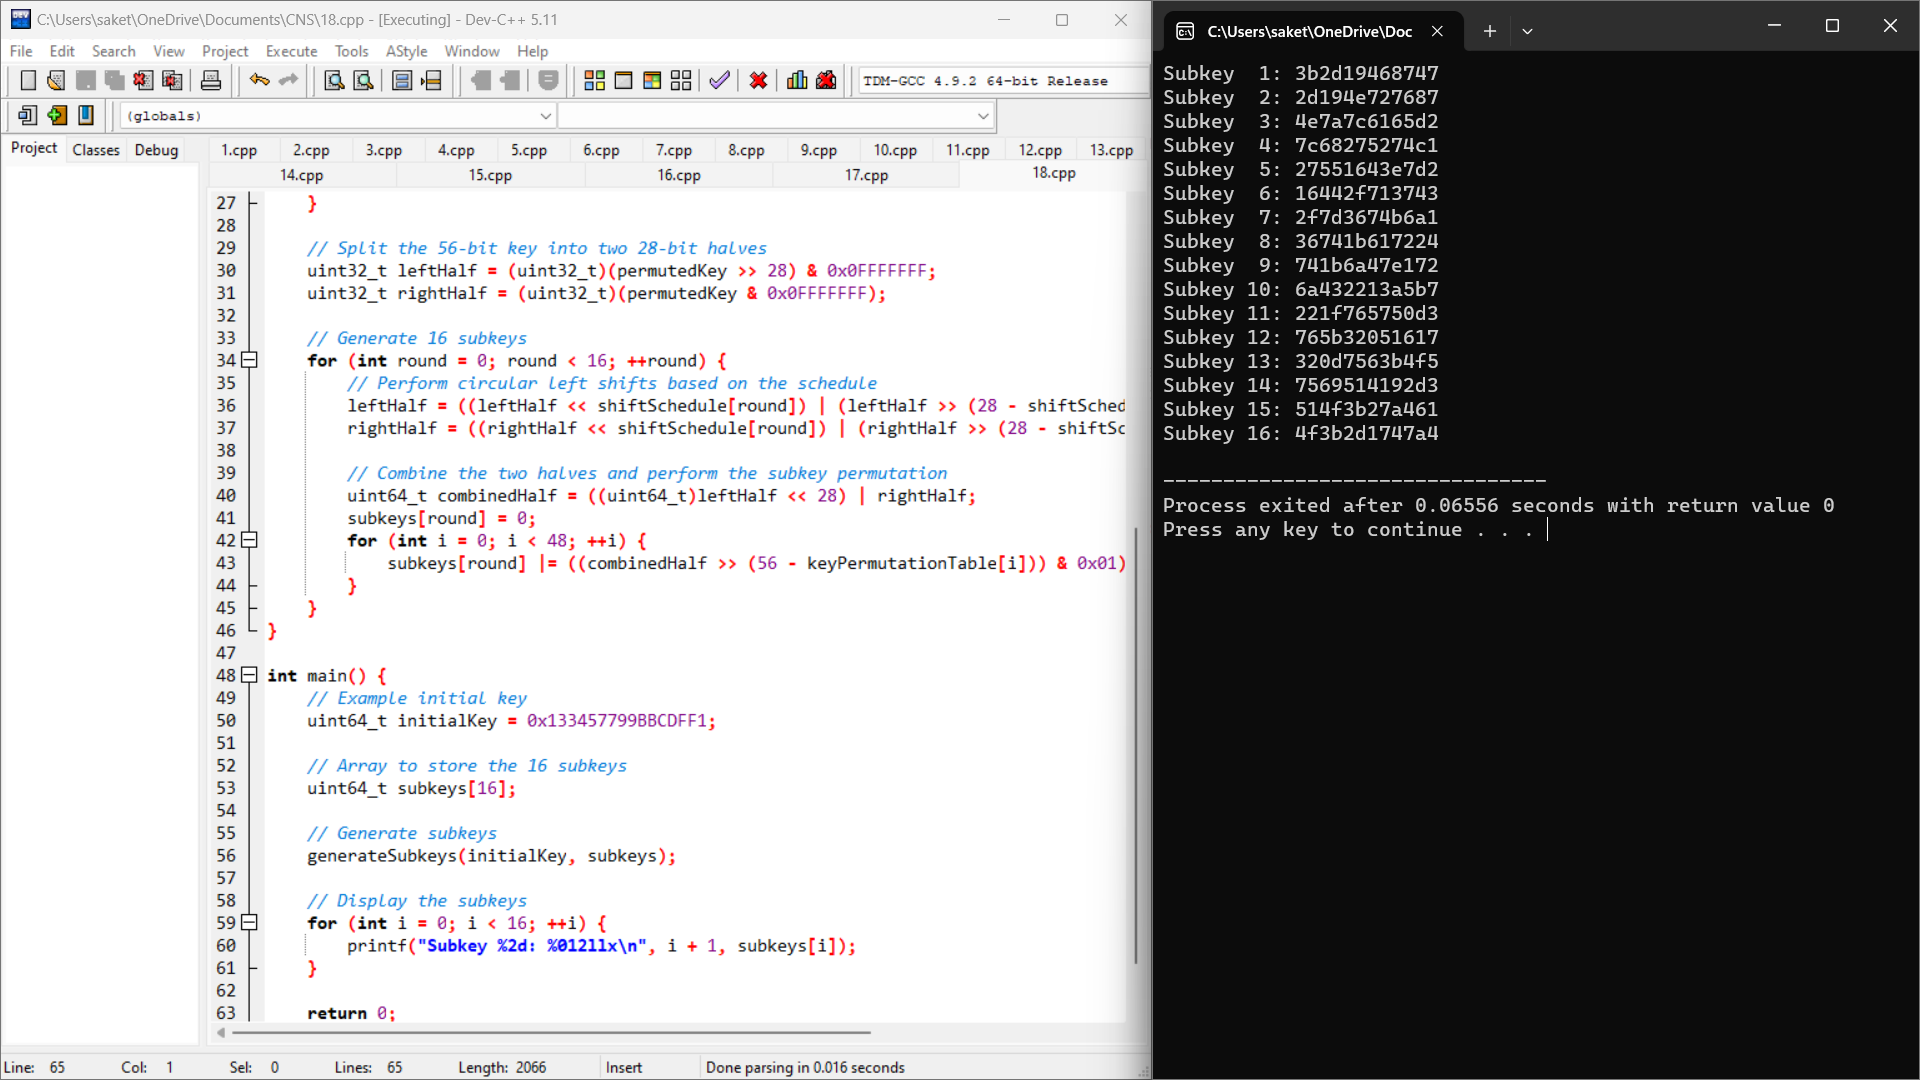 C:\Users\saket\OneDrive\Documents\CNS\18.cpp - [Executing] - Dev-C++ 5.11
File Edit Search View Project Execute Tools AStyle Window Help
TDM-GCC 4.9.2 64-bit Release
(globals)
Project Classes Debug
1.cpp 2.cpp 3.cpp 4.cpp 5.cpp 6.cpp 7.cpp 8.cpp 9.cpp 10.cpp 11.cpp 12.cpp 13.cpp
14.cpp 15.cpp 16.cpp 17.cpp 18.cpp
27 }
28
29 // Split the 56-bit key into two 28-bit halves
30 uint32_t leftHalf = (uint32_t)(permutedKey >> 28) & 0x0FFFFFFF;
31 uint32_t rightHalf = (uint32_t)(permutedKey & 0x0FFFFFFF);
32
33 // Generate 16 subkeys
34 for (int round = 0; round < 16; ++round) {
35 // Perform circular left shifts based on the schedule
36 leftHalf = ((leftHalf << shiftSchedule[round]) | (leftHalf >> (28 - shiftSched
37 rightHalf = ((rightHalf << shiftSchedule[round]) | (rightHalf >> (28 - shiftSc
38
39 // Combine the two halves and perform the subkey permutation
40 uint64_t combinedHalf = ((uint64_t)leftHalf << 28) | rightHalf;
41 subkeys[round] = 0;
42 for (int i = 0; i < 48; ++i) {
43 subkeys[round] |= ((combinedHalf >> (56 - keyPermutationTable[i])) & 0x01)
44 }
45 }
46 }
47
48 int main() {
49 // Example initial key
50 uint64_t initialKey = 0x133457799BBCDFF1;
51
52 // Array to store the 16 subkeys
53 uint64_t subkeys[16];
54
55 // Generate subkeys
56 generateSubkeys(initialKey, subkeys);
57
58 // Display the subkeys
59 for (int i = 0; i < 16; ++i) {
60 printf("Subkey %2d: %012llx\n", i + 1, subkeys[i]);
61 }
62
63 return 0;
Line: 65 Col: 1 Sel: 0 Lines: 65 Length: 2066 Insert Done parsing in 0.016 seconds
C:\Users\saket\OneDrive\Doc
Subkey 1: 3b2d19468747
Subkey 2: 2d194e727687
Subkey 3: 4e7a7c6165d2
Subkey 4: 7c68275274c1
Subkey 5: 27551643e7d2
Subkey 6: 16442f713743
Subkey 7: 2f7d3674b6a1
Subkey 8: 36741b617224
Subkey 9: 741b6a47e172
Subkey 10: 6a432213a5b7
Subkey 11: 221f765750d3
Subkey 12: 765b32051617
Subkey 13: 320d7563b4f5
Subkey 14: 7569514192d3
Subkey 15: 514f3b27a461
Subkey 16: 4f3b2d1747a4
--------------------------------
Process exited after 0.06556 seconds with return value 0
Press any key to continue . . .